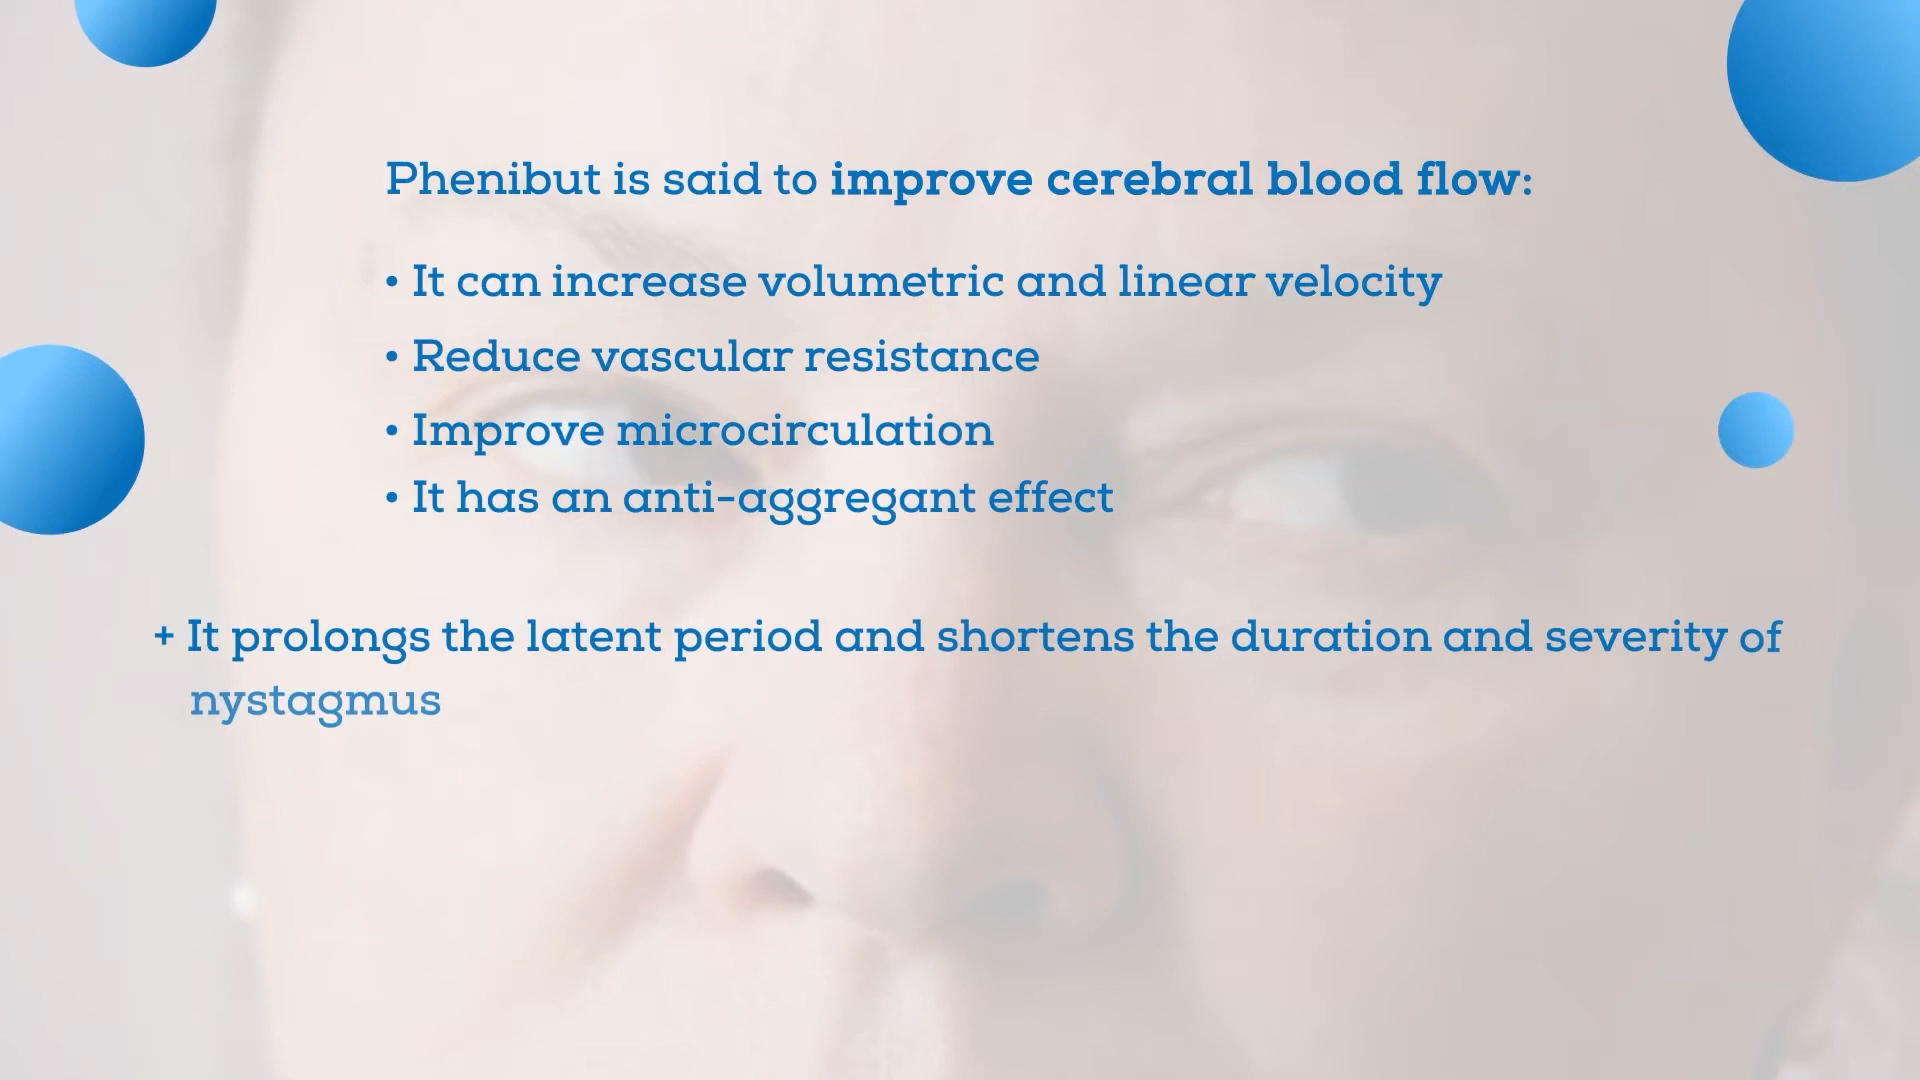 Phenibut is said to improve cerebral blood flow:
• It can increase volumetric and linear velocity
• Reduce vascular resistance
• Improve microcirculation
• It has an anti-aggregant effect
+ It prolongs the latent period and shortens the duration and severity of
nystagmus